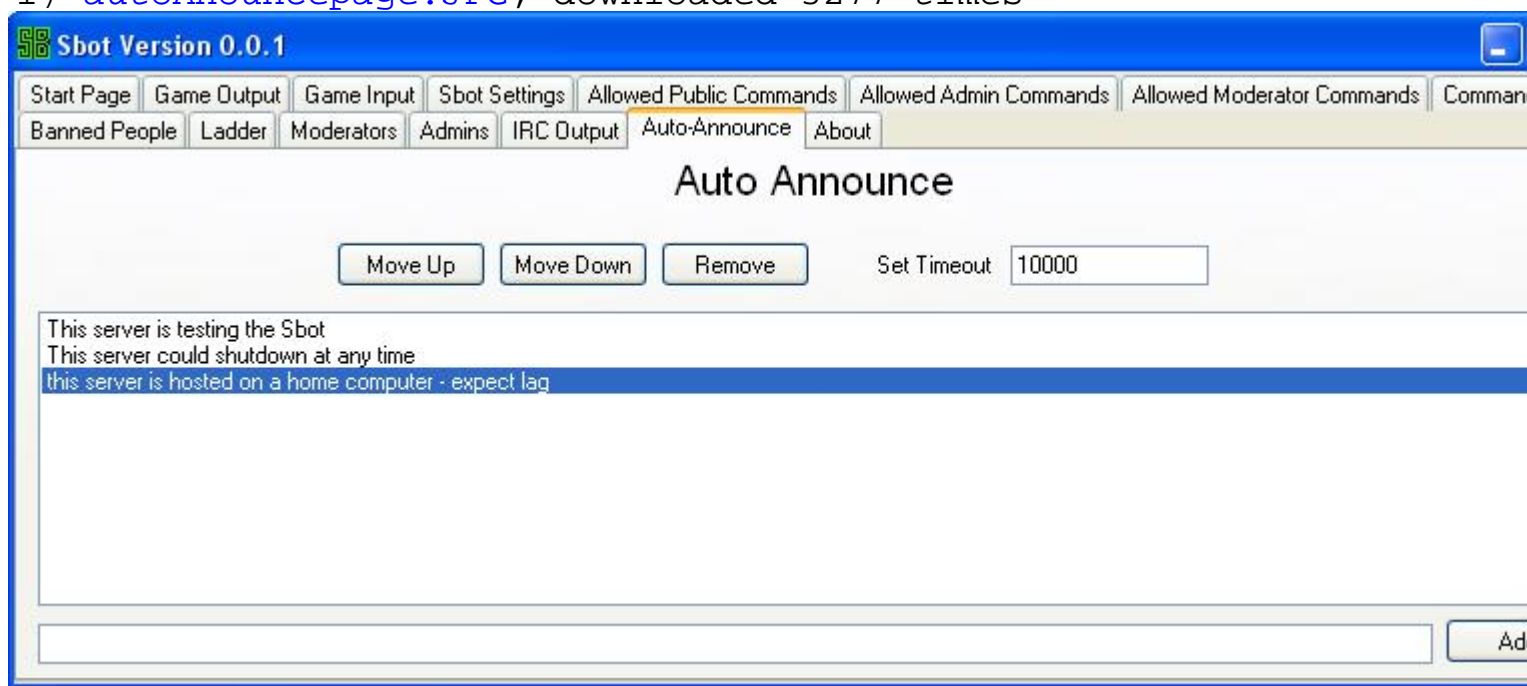 Sbot Version 0.0.1
Start Page Game Output Game Input Sbot Settings Allowed Public Commands Allowed Admin Commands Allowed Moderator Commands
Banned People Ladder Moderators Admins IRC Output Auto-Announce About
Auto Announce
Move Up Move Down Remove Set Timeout 10000
This server is testing the Sbot
This server could shutdown at any time
this server is hosted on a home computer - expect lag